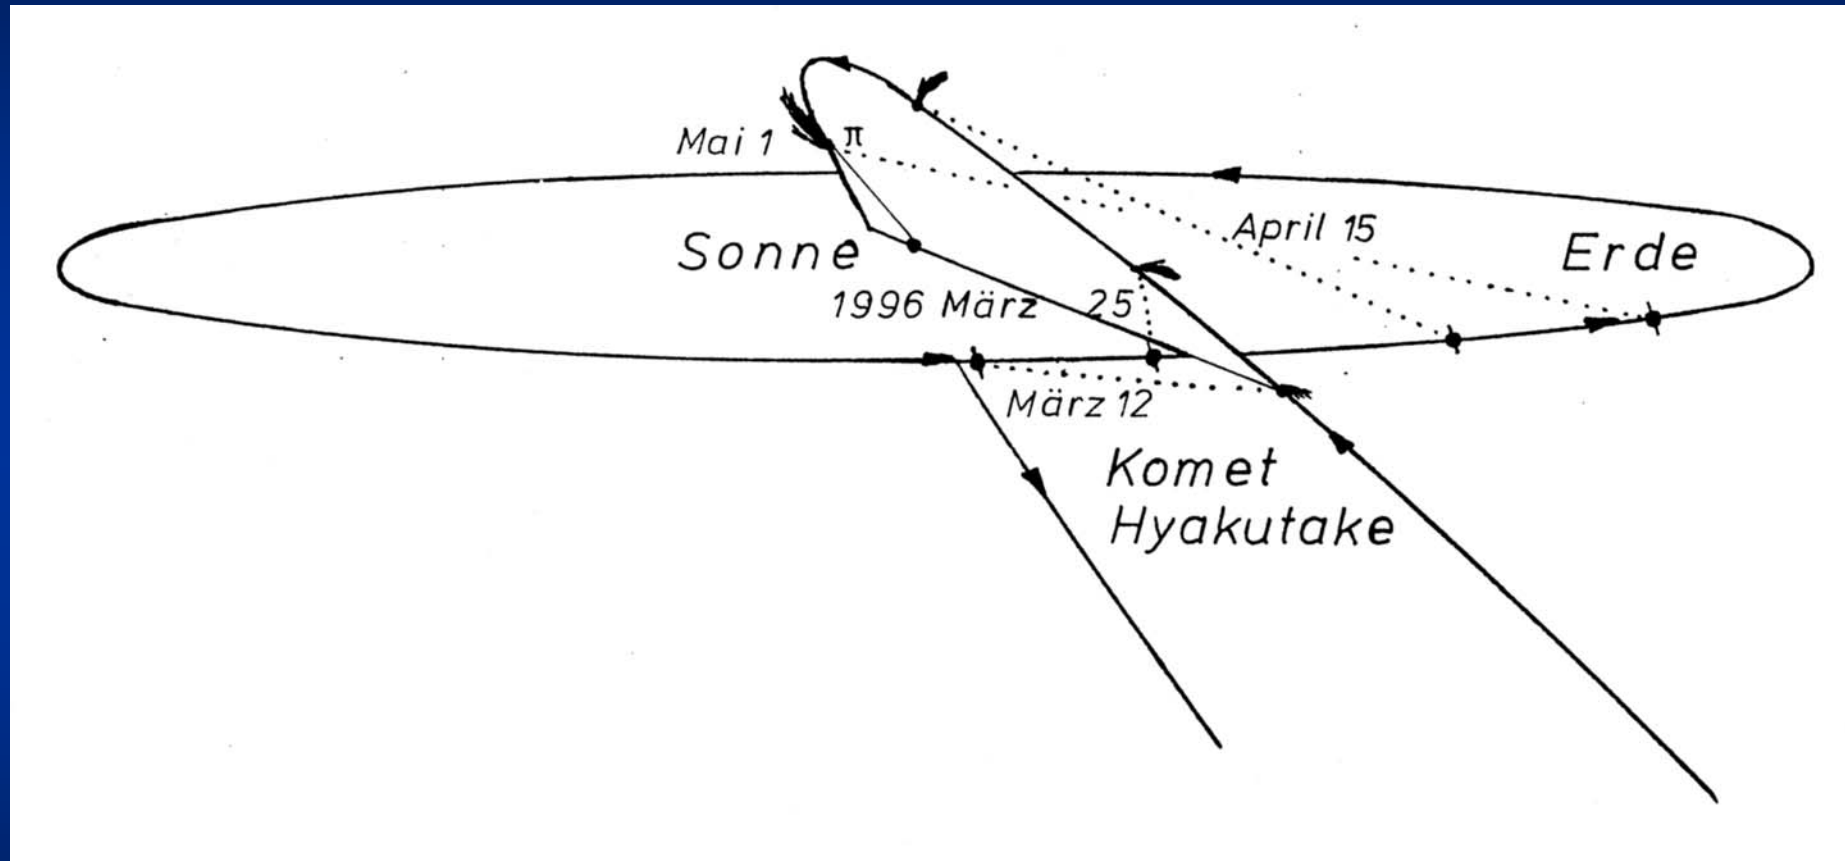 π
Mai 1
April 15
Sonne
Erde
1996 März 25
März 12
Komet
Hyakutake